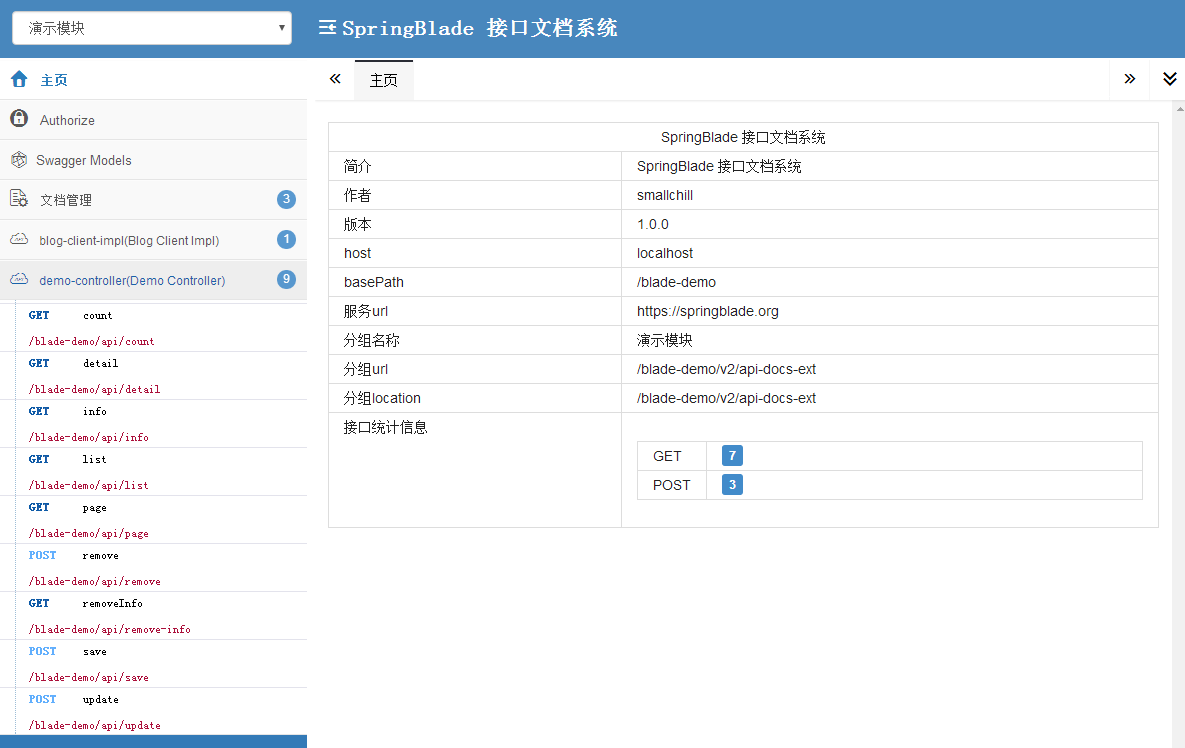 演示模块
SpringBlade 接口文档系统
主页
Authorize
Swagger Models
文档管理 3
blog-client-impl(Blog Client Impl) 1
demo-controller(Demo Controller) 9
GET count
/blade-demo/api/count
GET detail
/blade-demo/api/detail
GET info
/blade-demo/api/info
GET list
/blade-demo/api/list
GET page
/blade-demo/api/page
POST remove
/blade-demo/api/remove
GET removeInfo
/blade-demo/api/remove-info
POST save
/blade-demo/api/save
POST update
/blade-demo/api/update
主页
SpringBlade 接口文档系统
简介 SpringBlade 接口文档系统
作者 smallchill
版本 1.0.0
host localhost
basePath /blade-demo
服务url https://springblade.org
分组名称 演示模块
分组url /blade-demo/v2/api-docs-ext
分组location /blade-demo/v2/api-docs-ext
接口统计信息
GET 7
POST 3